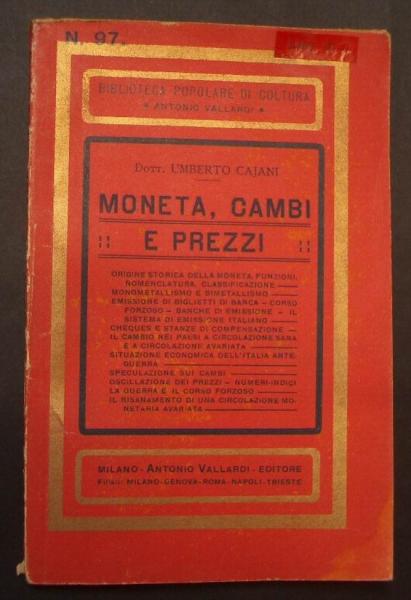 N. 97.
BIBLIOTECA POPOLARE DI COLTURA
* ANTONIO VALLARDI *
DOTT. UMBERTO CAJANI
MONETA, CAMBI
E PREZZI
ORIGINE STORICA DELLA MONETA, FUNZIONI,
NOMENCLATURA, CLASSIFICAZIONE
MONOMETALLISMO E BIMETALLISMO
EMISSIONE DI BIGLIETTI DI BANCA - CORSO
FORZOSO - BANCHE DI EMISSIONE - IL
SISTEMA DI EMISSIONE ITALIANO
CHEQUES E STANZE DI COMPENSAZIONE
IL CAMBIO NEI PAESI A CIRCOLAZIONE SANA
E A CIRCOLAZIONE AVARIATA
SITUAZIONE ECONOMICA DELL'ITALIA ANTE-
GUERRA
SPECULAZIONE SUI CAMBI
OSCILLAZIONE DEI PREZZI - NUMERI-INDICI
LA GUERRA E IL CORSO FORZOSO
IL RISANAMENTO DI UNA CIRCOLAZIONE MO-
NETARIA AVARIATA
MILANO - ANTONIO VALLARDI - EDITORE
Filiali: MILANO-GENOVA-ROMA-NAPOLI-TRIESTE